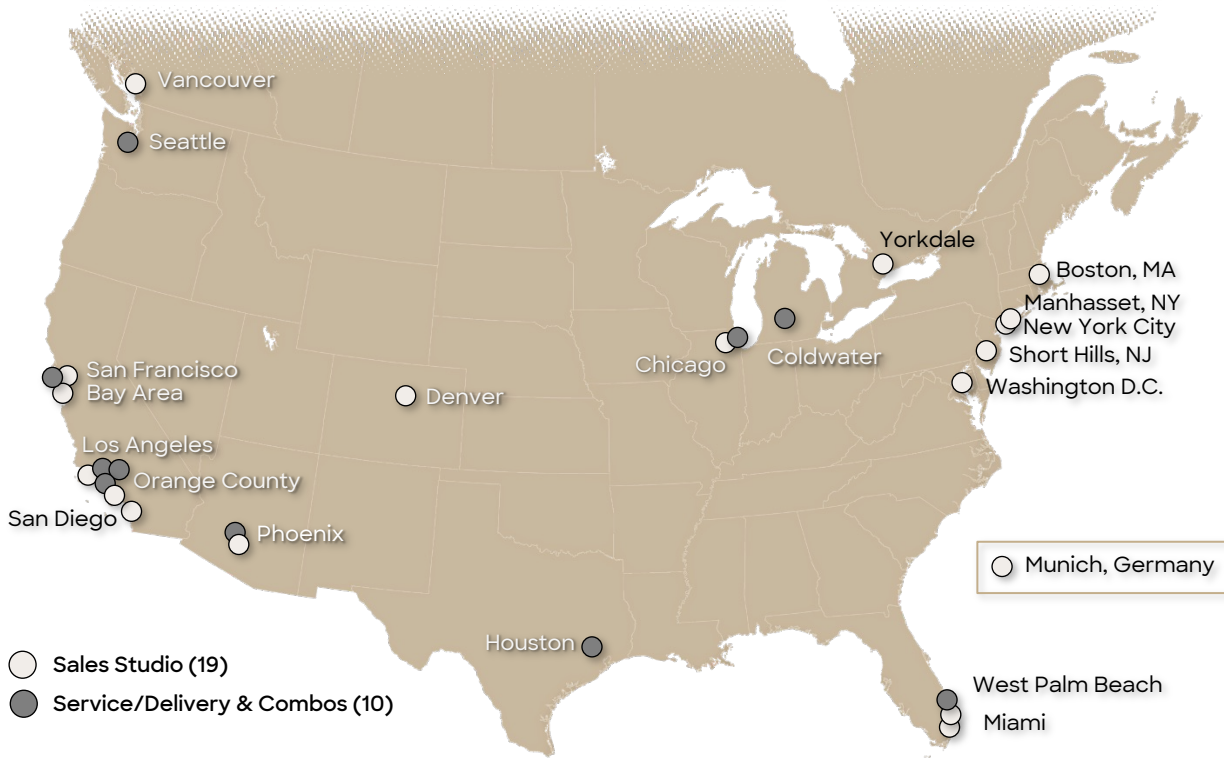 Vancouver
Seattle
Yorkdale
Boston, MA
Manhasset, NY
New York City
Chicago
Coldwater
Short Hills, NJ
San Francisco
Bay Area
Denver
Washington D.C.
Los Angeles
Orange County
San Diego
Phoenix
Munich, Germany
Houston
Sales Studio (19)
Service/Delivery & Combos (10)
West Palm Beach
Miami